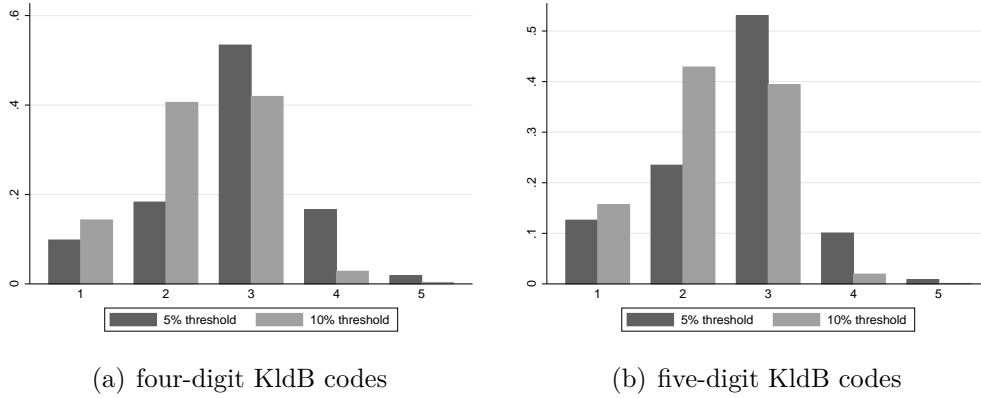 .6
.4
.2
0
1 2 3 4 5
5% threshold 10% threshold
(a) four-digit KldB codes
.5
.4
.3
.2
.1
0
1 2 3 4 5
5% threshold 10% threshold
(b) five-digit KldB codes